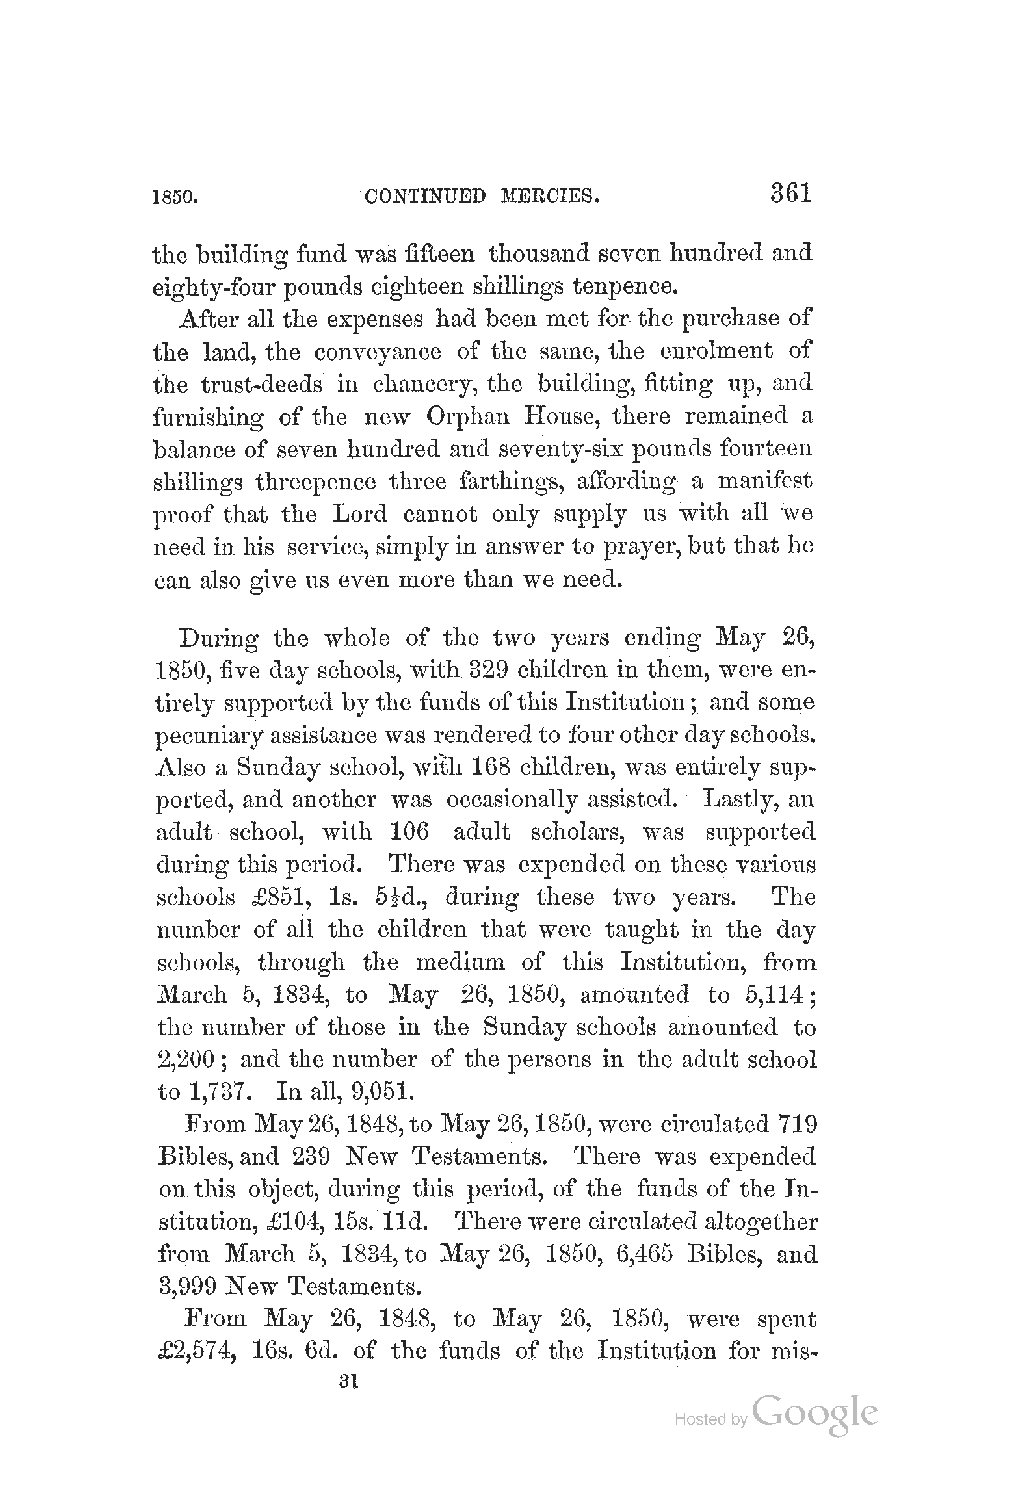 1850. CONTINUED MERCIES. 361
the building fund was fifteen thousand seven hundred and
eighty-four pounds eighteen shillings tenpence.
After all the expenses had been met for the purchase of
the land, the conveyance of the same, the enrolment of
the trust-deeds in chancery, the building, fitting up, and
furnishing of the new Orphan House, there remained a
balance of seven hundred and seventy-six pounds fourteen
shillings threepence three farthings, affording a manifest
proof that the Lord cannot only supply us with all we
need in his service, simply in answer to prayer, but that he
can also give us even more than we need.
During the whole of the two years ending May 26,
1850, five day schools, with 329 children in them, were en-
tirely supported by the funds of this Institution; and some
pecuniary assistance was rendered to four other day schools.
Also a Sunday school, with 168 children, was entirely sup-
ported, and another was occasionally assisted. Lastly, an
adult school, with 106 adult scholars, was supported
during this period. There was expended on these various
schools £851, 1s. 5½d., during these two years. The
number of all the children that were taught in the day
schools, through the medium of this Institution, from
March 5, 1834, to May 26, 1850, amounted to 5,114;
the number of those in the Sunday schools amounted to
2,200; and the number of the persons in the adult school
to 1,737. In all, 9,051.
From May 26, 1848, to May 26, 1850, were circulated 719
Bibles, and 239 New Testaments. There was expended
on this object, during this period, of the funds of the In-
stitution, £104, 15s. 11d. There were circulated altogether
from March 5, 1834, to May 26, 1850, 6,465 Bibles, and
3,999 New Testaments.
From May 26, 1848, to May 26, 1850, were spent
£2,574, 16s. 6d. of the funds of the Institution for mis-
31
Hosted by Google